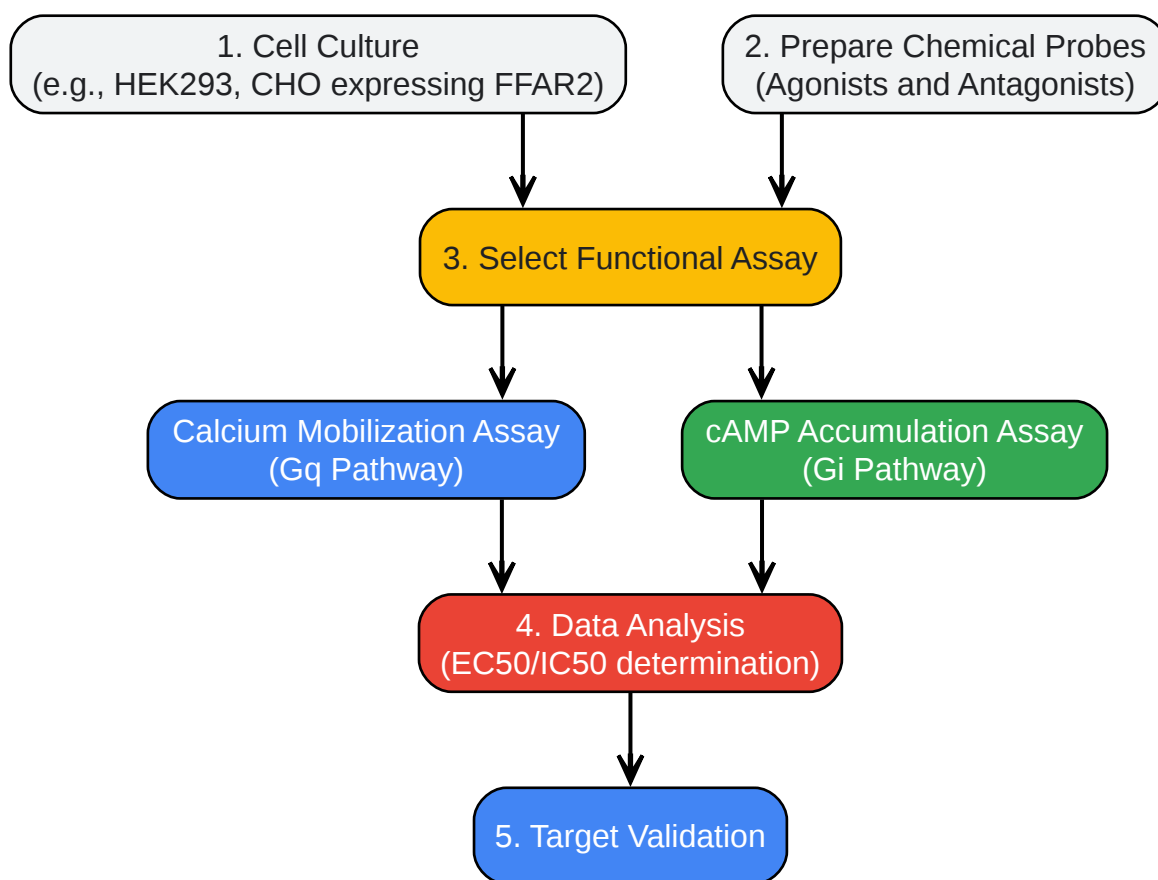 1. Cell Culture
(e.g., HEK293, CHO expressing FFAR2)
2. Prepare Chemical Probes
(Agonists and Antagonists)
3. Select Functional Assay
Calcium Mobilization Assay
(Gq Pathway)
cAMP Accumulation Assay
(Gi Pathway)
4. Data Analysis
(EC50/IC50 determination)
5. Target Validation